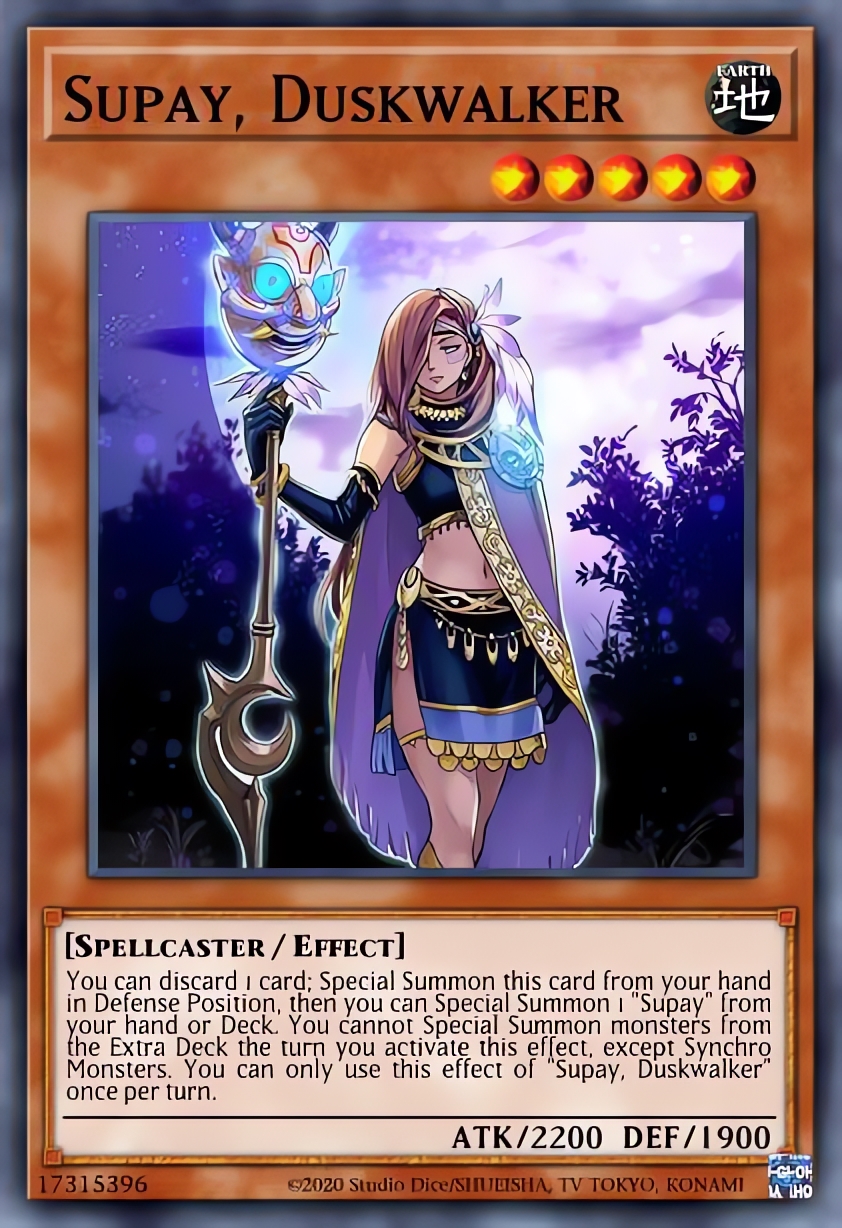 Supay, Duskwalker
EARTH
地
[Spellcaster / Effect]
You can discard 1 card; Special Summon this card from your hand
in Defense Position, then you can Special Summon 1 "Supay" from
your hand or Deck. You cannot Special Summon monsters from
the Extra Deck the turn you activate this effect, except Synchro
Monsters. You can only use this effect of "Supay, Duskwalker"
once per turn.
ATK/2200 DEF/1900
17315396
©2020 Studio Dice/SHUEISHA, TV TOKYO, KONAMI